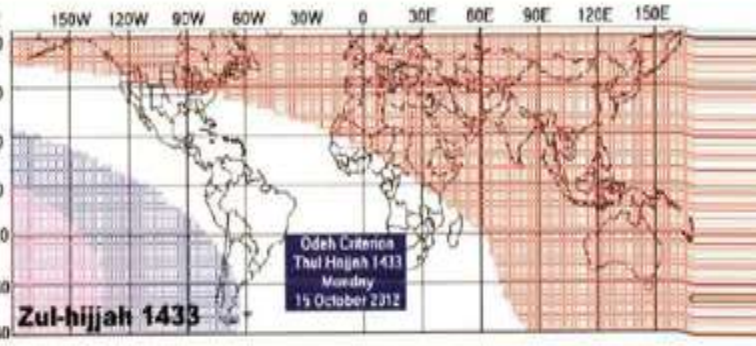 150W 120W 90W 60W 30W 0 30E 60E 90E 120E 150E
Odeh Criterion
Thul Hijjah 1433
Monday
15 October 2012
Zul-hijjah 1433